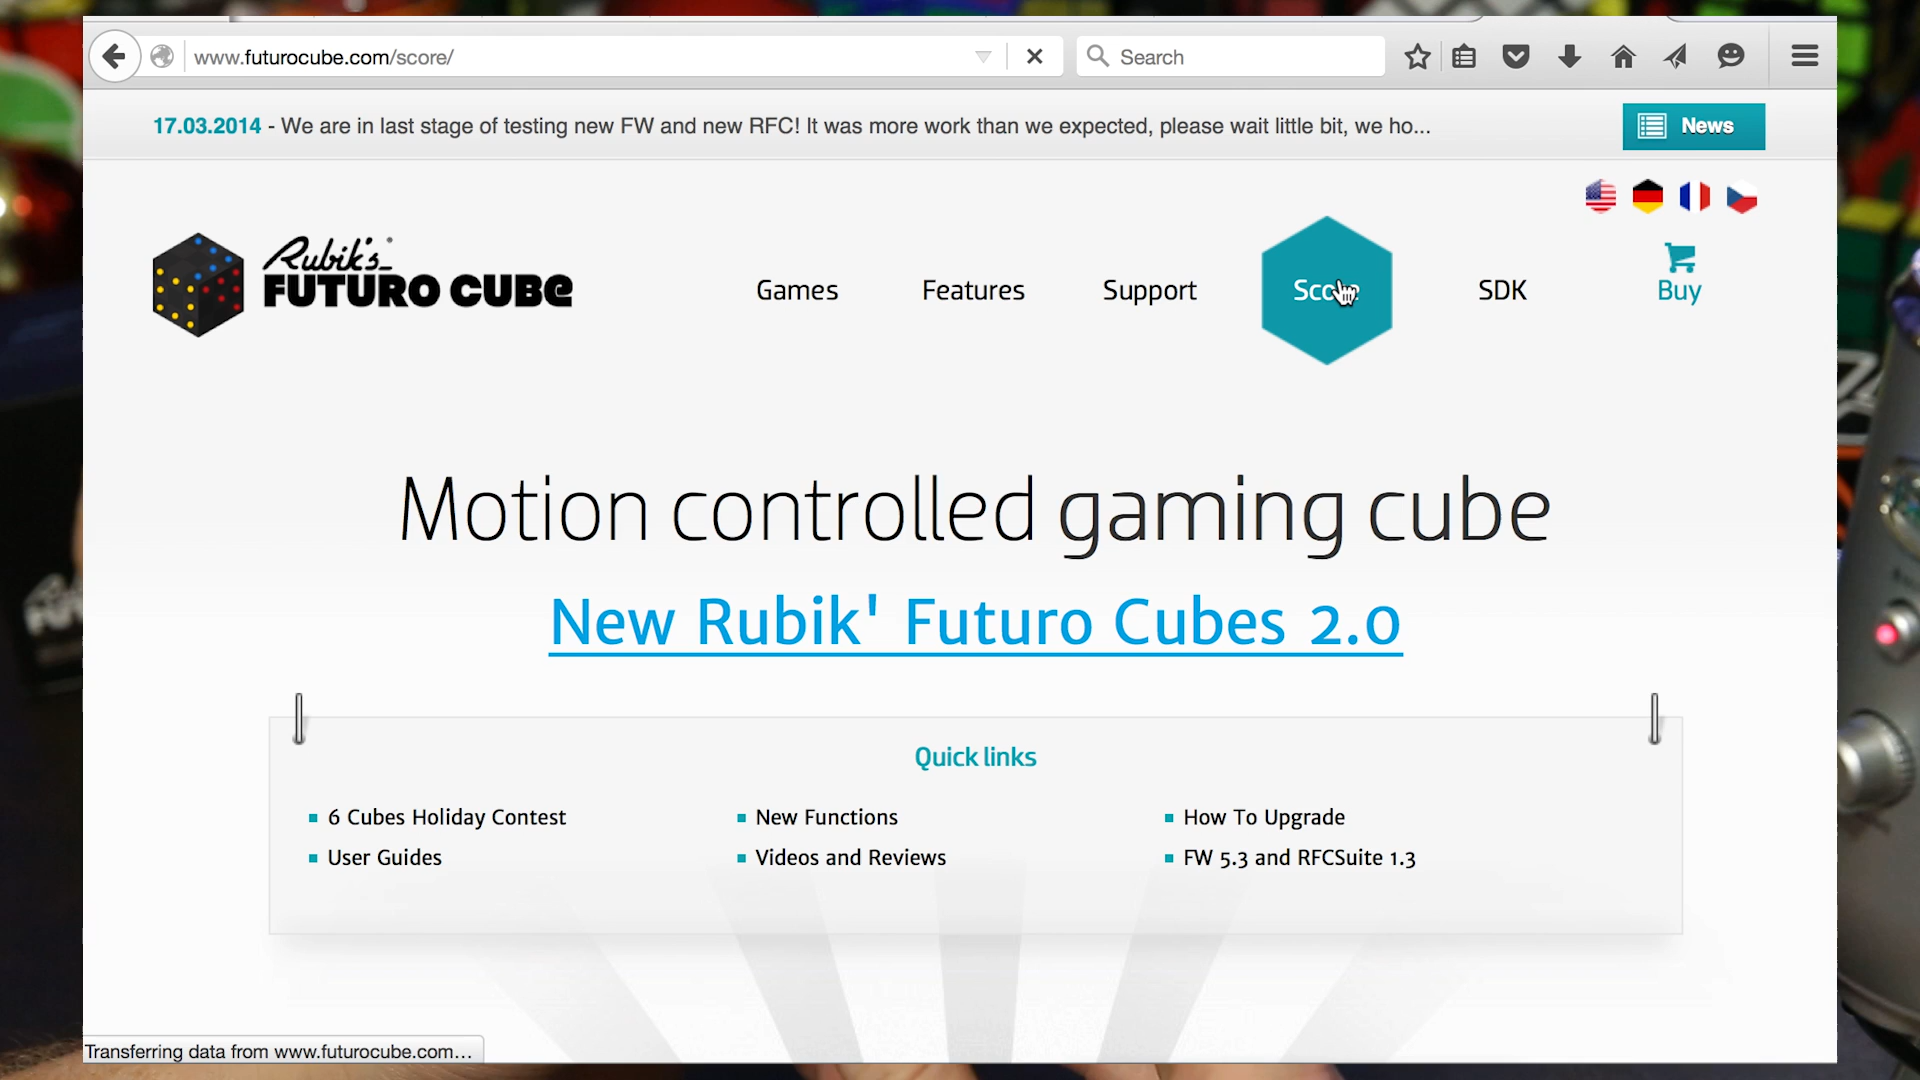 www.futurocube.com/score/
Search
17.03.2014 - We are in last stage of testing new FW and new RFC! It was more work than we expected, please wait little bit, we ho...
News
Rubik's
FUTURO CUBE
Games
Features
Support
Score
SDK
Buy
Motion controlled gaming cube
New Rubik' Futuro Cubes 2.0
Quick links
6 Cubes Holiday Contest
New Functions
How To Upgrade
User Guides
Videos and Reviews
FW 5.3 and RFCSuite 1.3
Transferring data from www.futurocube.com...